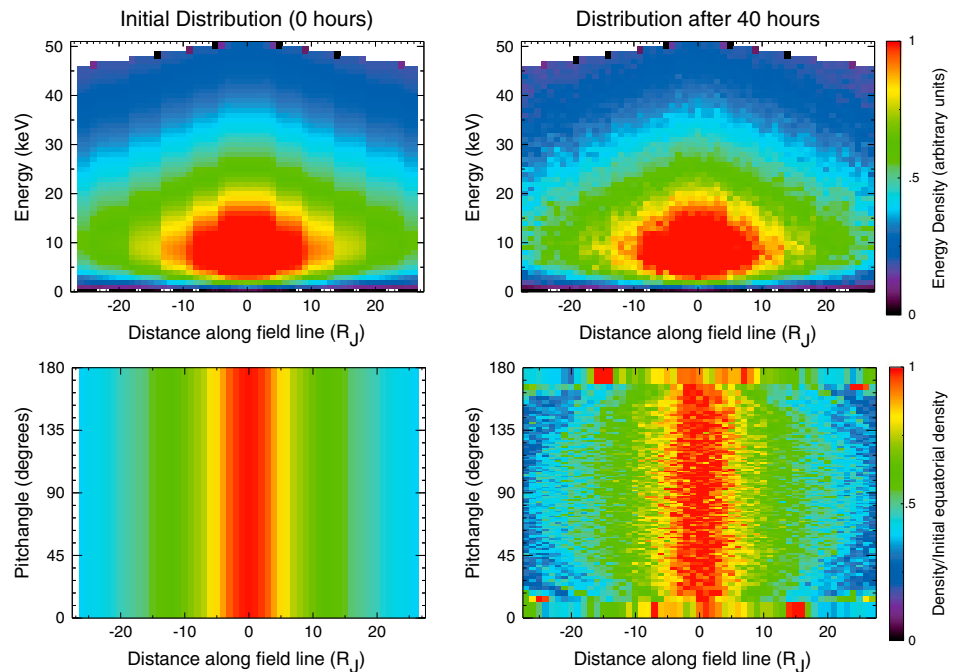 Initial Distribution (0 hours)
Distribution after 40 hours
50
40
30
20
10
0
Energy (keV)
-20 -10 0 10 20
Distance along field line (R_J)
50
40
30
20
10
0
Energy (keV)
-20 -10 0 10 20
Distance along field line (R_J)
1
.5
0
Energy Density (arbitrary units)
180
135
90
45
0
Pitchangle (degrees)
-20 -10 0 10 20
Distance along field line (R_J)
180
135
90
45
0
Pitchangle (degrees)
-20 -10 0 10 20
Distance along field line (R_J)
1
.5
0
Density/Initial equatorial density